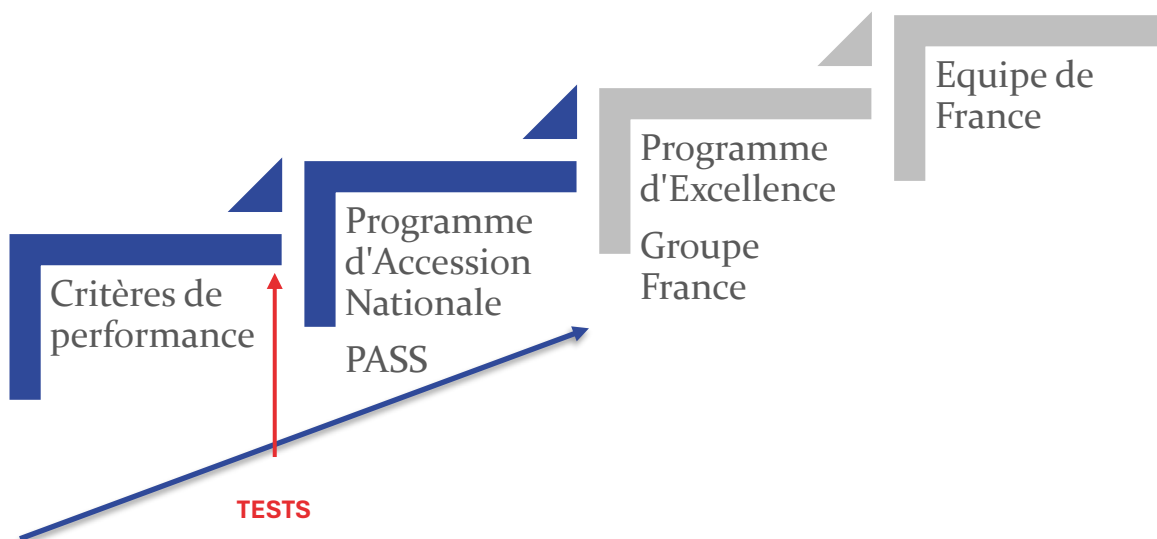 Critères de
performance
TESTS
Programme
d'Accession
Nationale
PASS
Programme
d'Excellence
Groupe
France
Equipe de
France